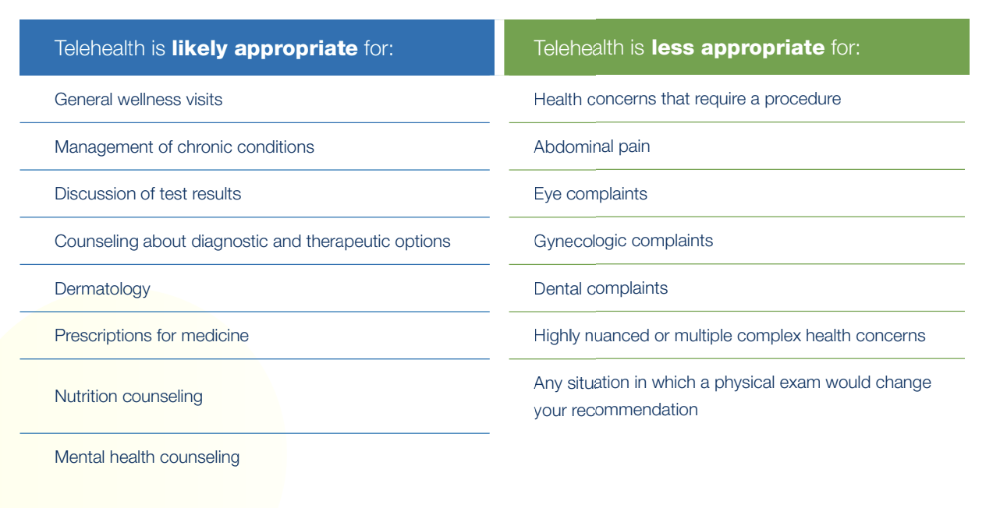 Telehealth is likely appropriate for:
General wellness visits
Management of chronic conditions
Discussion of test results
Counseling about diagnostic and therapeutic options
Dermatology
Prescriptions for medicine
Nutrition counseling
Mental health counseling
Telehealth is less appropriate for:
Health concerns that require a procedure
Abdominal pain
Eye complaints
Gynecologic complaints
Dental complaints
Highly nuanced or multiple complex health concerns
Any situation in which a physical exam would change
your recommendation